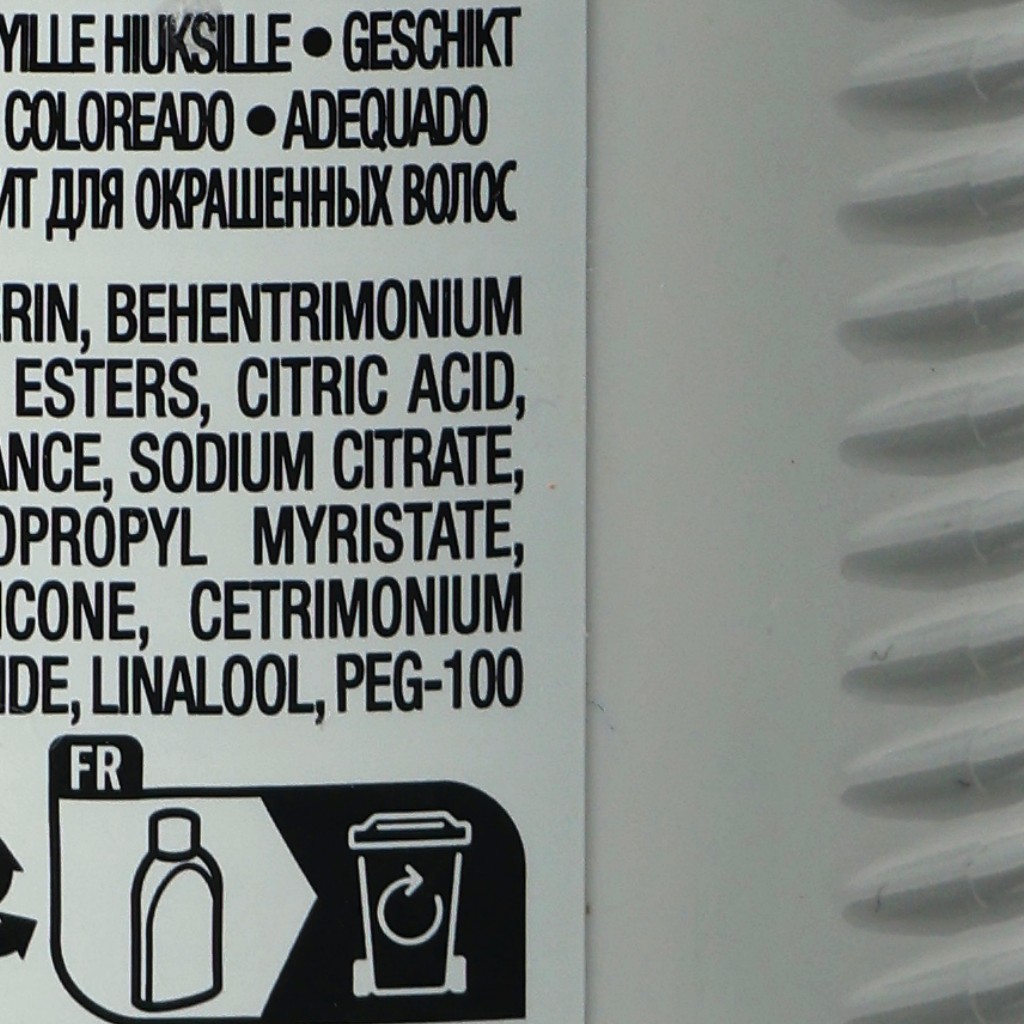 YILLE HIUKSILLE • GESCHIKT
COLOREADO • ADEQUADO
ИТ ДЛЯ ОКРАШЕННЫХ ВОЛОС
ERIN, BEHENTRIMONIUM
ESTERS, CITRIC ACID,
ANCE, SODIUM CITRATE,
OPROPYL MYRISTATE,
ICONE, CETRIMONIUM
IDE, LINALOOL, PEG-100
FR